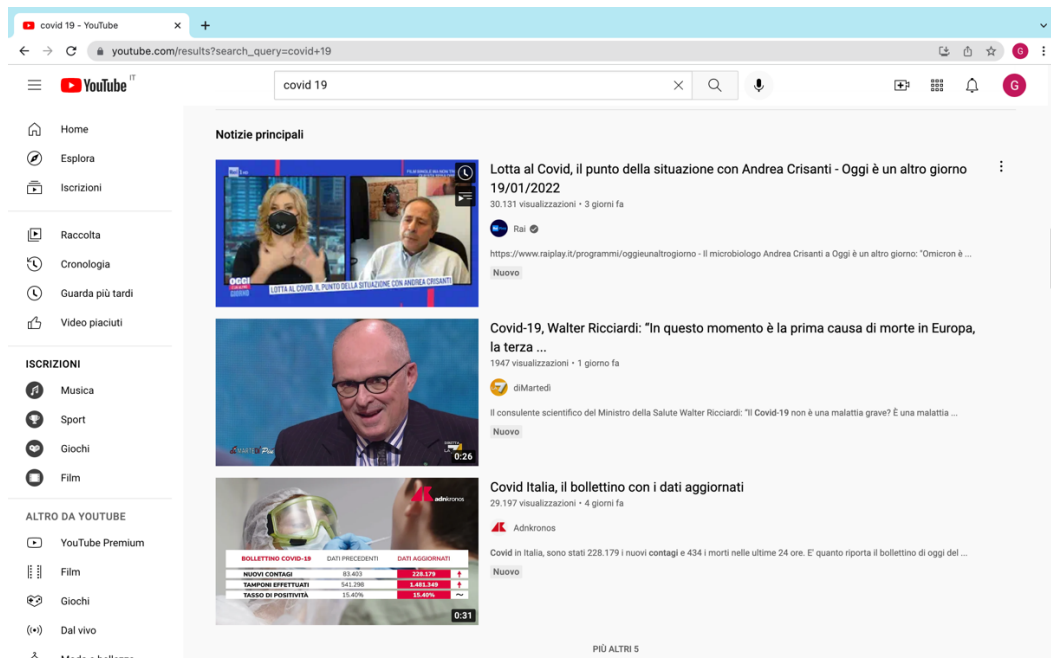 covid 19 - YouTube
youtube.com/results?search_query=covid+19
G
YouTube IT
covid 19
G
Home
Esplora
Iscrizioni
Raccolta
Cronologia
Guarda più tardi
Video piaciuti
ISCRIZIONI
Musica
Sport
Giochi
Film
ALTRO DA YOUTUBE
YouTube Premium
Film
Giochi
Dal vivo
Notizie principali
OGGI
GIORNO
LOTTA AL COVID, IL PUNTO DELLA SITUAZIONE CON ANDREA CRISANTI
Lotta al Covid, il punto della situazione con Andrea Crisanti - Oggi è un altro giorno
19/01/2022
30.131 visualizzazioni • 3 giorni fa
Rai
https://www.raiplay.it/programmi/oggieunaltrogiorno - Il microbiologo Andrea Crisanti a Oggi è un altro giorno: "Omicron è ...
Nuovo
0:26
Covid-19, Walter Ricciardi: "In questo momento è la prima causa di morte in Europa,
la terza ...
1947 visualizzazioni • 1 giorno fa
diMartedì
Il consulente scientifico del Ministro della Salute Walter Ricciardi: "Il Covid-19 non è una malattia grave? È una malattia ...
Nuovo
adnkronos
BOLLETTINO COVID-19 DATI PRECEDENTI DATI AGGIORNATI
NUOVI CONTAGI 83.403 228.179
TAMPONI EFFETTUATI 541.298 1.481.349
TASSO DI POSITIVITÀ 15.40% 15.40%
0:31
Covid Italia, il bollettino con i dati aggiornati
29.197 visualizzazioni • 4 giorni fa
Adnkronos
Covid in Italia, sono stati 228.179 i nuovi contagi e 434 i morti nelle ultime 24 ore. E' quanto riporta il bollettino di oggi del ...
Nuovo
PIÙ ALTRI 5